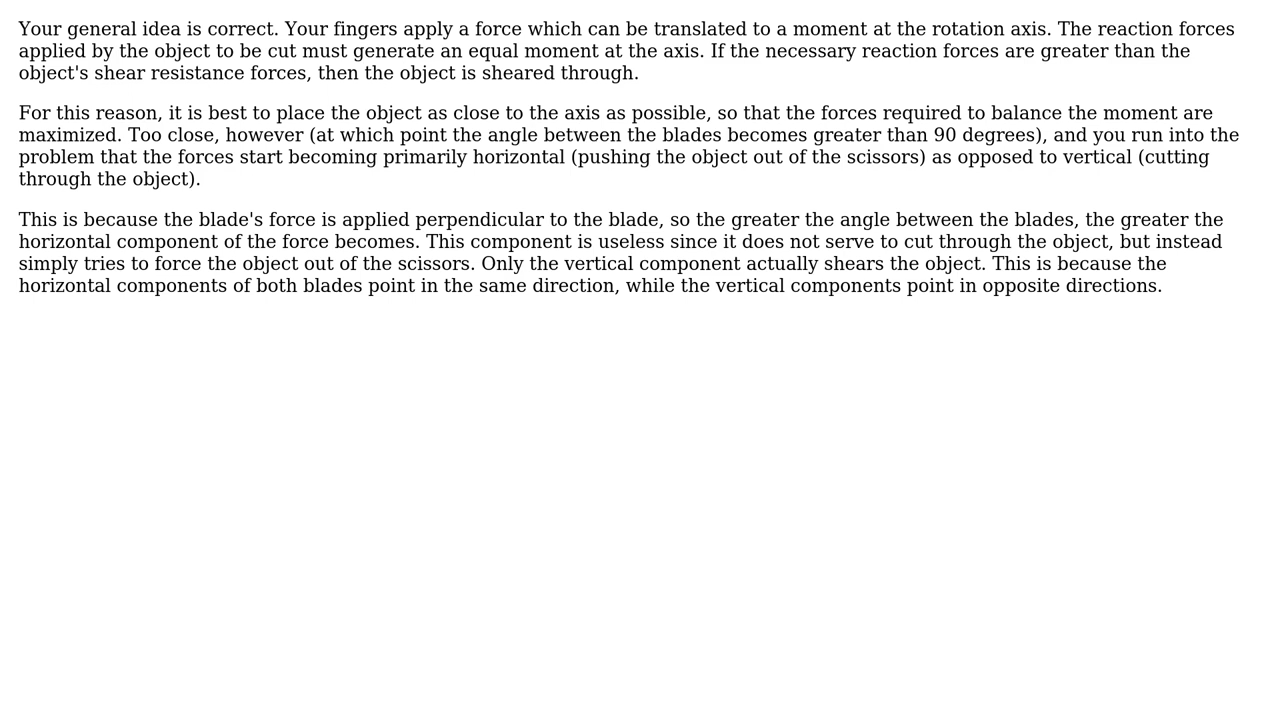 Your general idea is correct. Your fingers apply a force which can be translated to a moment at the rotation axis. The reaction forces
applied by the object to be cut must generate an equal moment at the axis. If the necessary reaction forces are greater than the
object's shear resistance forces, then the object is sheared through.
For this reason, it is best to place the object as close to the axis as possible, so that the forces required to balance the moment are
maximized. Too close, however (at which point the angle between the blades becomes greater than 90 degrees), and you run into the
problem that the forces start becoming primarily horizontal (pushing the object out of the scissors) as opposed to vertical (cutting
through the object).
This is because the blade's force is applied perpendicular to the blade, so the greater the angle between the blades, the greater the
horizontal component of the force becomes. This component is useless since it does not serve to cut through the object, but instead
simply tries to force the object out of the scissors. Only the vertical component actually shears the object. This is because the
horizontal components of both blades point in the same direction, while the vertical components point in opposite directions.